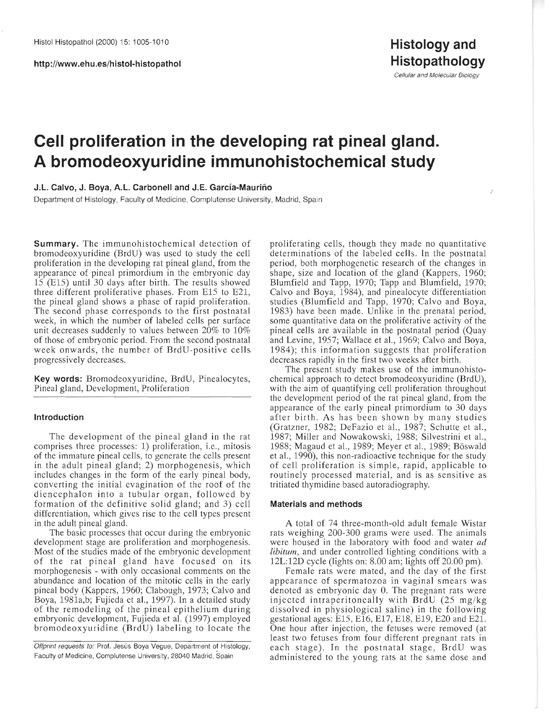 Histol Histopathol (2000) 15: 1005-1010
http://www.ehu.es/histol-histopathol
Histology and
Histopathology
Cellular and Molecular Biology
Cell proliferation in the developing rat pineal gland.
A bromodeoxyuridine immunohistochemical study
J.L. Calvo, J. Boya, A.L. Carbonell and J.E. García-Mauriño
Department of Histology, Faculty of Medicine, Complutense University, Madrid, Spain
Summary. The immunohistochemical detection of
bromodeoxyuridine (BrdU) was used to study the cell
proliferation in the developing rat pineal gland, from the
appearance of pineal primordium in the embryonic day
15 (E15) until 30 days after birth. The results showed
three different proliferative phases. From E15 to E21,
the pineal gland shows a phase of rapid proliferation.
The second phase corresponds to the first postnatal
week, in which the number of labeled cells per surface
unit decreases suddenly to values between 20% to 10%
of those of embryonic period. From the second postnatal
week onwards, the number of BrdU-positive cells
progressively decreases.
Key words: Bromodeoxyuridine, BrdU, Pinealocytes,
Pineal gland, Development, Proliferation
Introduction
The development of the pineal gland in the rat
comprises three processes: 1) proliferation, i.e., mitosis
of the immature pineal cells, to generate the cells present
in the adult pineal gland; 2) morphogenesis, which
includes changes in the form of the early pineal body,
converting the initial evagination of the roof of the
diencephalon into a tubular organ, followed by
formation of the definitive solid gland; and 3) cell
differentiation, which gives rise to the cell types present
in the adult pineal gland.
The basic processes that occur during the embryonic
development stage are proliferation and morphogenesis.
Most of the studies made of the embryonic development
of the rat pineal gland have focused on its
morphogenesis - with only occasional comments on the
abundance and location of the mitotic cells in the early
pineal body (Kappers, 1960; Clabough, 1973; Calvo and
Boya, 1981a,b; Fujieda et al., 1997). In a detailed study
of the remodeling of the pineal epithelium during
embryonic development, Fujieda et al. (1997) employed
bromodeoxyuridine (BrdU) labeling to locate the
Offprint requests to: Prof. Jesús Boya Vegue, Department of Histology,
Faculty of Medicine, Complutense University, 28040 Madrid, Spain
proliferating cells, though they made no quantitative
determinations of the labeled cells. In the postnatal
period, both morphogenetic research of the changes in
shape, size and location of the gland (Kappers, 1960;
Blumfield and Tapp, 1970; Tapp and Blumfield, 1970;
Calvo and Boya, 1984), and pinealocyte differentiation
studies (Blumfield and Tapp, 1970; Calvo and Boya,
1983) have been made. Unlike in the prenatal period,
some quantitative data on the proliferative activity of the
pineal cells are available in the postnatal period (Quay
and Levine, 1957; Wallace et al., 1969; Calvo and Boya,
1984); this information suggests that proliferation
decreases rapidly in the first two weeks after birth.
The present study makes use of the immunohisto-
chemical approach to detect bromodeoxyuridine (BrdU),
with the aim of quantifying cell proliferation throughout
the development period of the rat pineal gland, from the
appearance of the early pineal primordium to 30 days
after birth. As has been shown by many studies
(Gratzner, 1982; DeFazio et al., 1987; Schutte et al.,
1987; Miller and Nowakowski, 1988; Silvestrini et al.,
1988; Magaud et al., 1989; Meyer et al., 1989; Böswald
et al., 1990), this non-radioactive technique for the study
of cell proliferation is simple, rapid, applicable to
routinely processed material, and is as sensitive as
tritiated thymidine based autoradiography.
Materials and methods
A total of 74 three-month-old adult female Wistar
rats weighing 200-300 grams were used. The animals
were housed in the laboratory with food and water ad
libitum, and under controlled lighting conditions with a
12L:12D cycle (lights on: 8.00 am; lights off 20.00 pm).
Female rats were mated, and the day of the first
appearance of spermatozoa in vaginal smears was
denoted as embryonic day 0. The pregnant rats were
injected intraperitoneally with BrdU (25 mg/kg
dissolved in physiological saline) in the following
gestational ages: E15, E16, E17, E18, E19, E20 and E21.
One hour after injection, the fetuses were removed (at
least two fetuses from four different pregnant rats in
each stage). In the postnatal stage, BrdU was
administered to the young rats at the same dose and